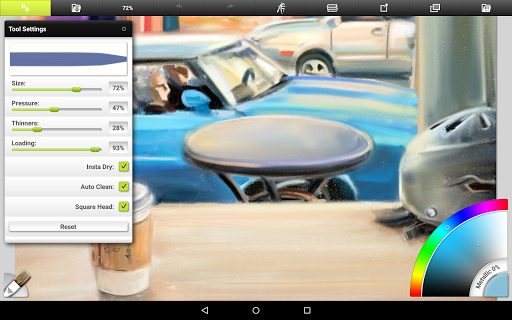 72%
Tool Settings
Size: 72%
Pressure: 47%
Thinners: 28%
Loading: 93%
Insta Dry:
Auto Clean:
Square Head:
Reset
Metallic 0%